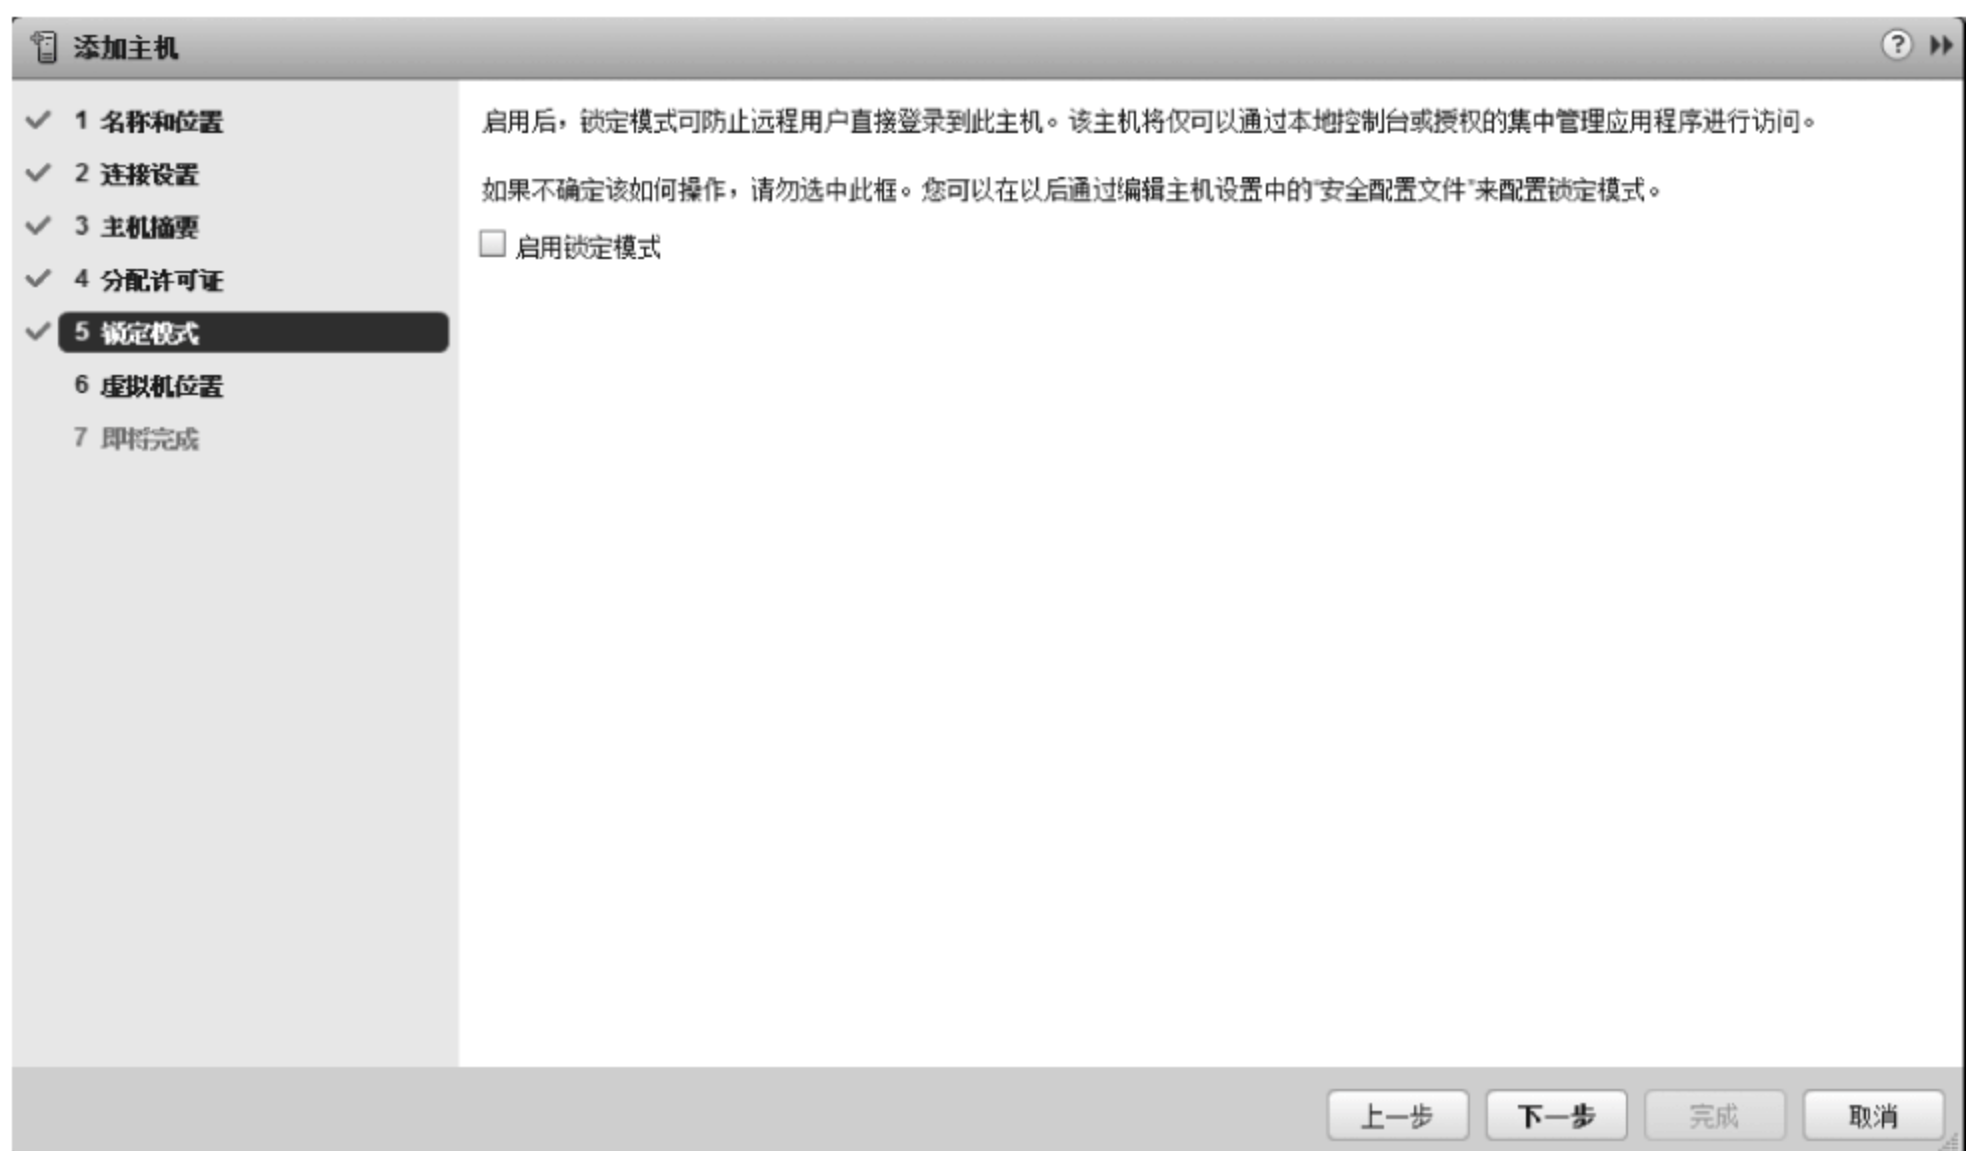 添加主机
?
1 名称和位置
2 连接设置
3 主机摘要
4 分配许可证
5 锁定模式
6 虚拟机位置
7 即将完成
启用后，锁定模式可防止远程用户直接登录到此主机。该主机将仅可以通过本地控制台或授权的集中管理应用程序进行访问。
如果不确定该如何操作，请勿选中此框。您可以在以后通过编辑主机设置中的"安全配置文件"来配置锁定模式。
启用锁定模式
上一步
下一步
完成
取消